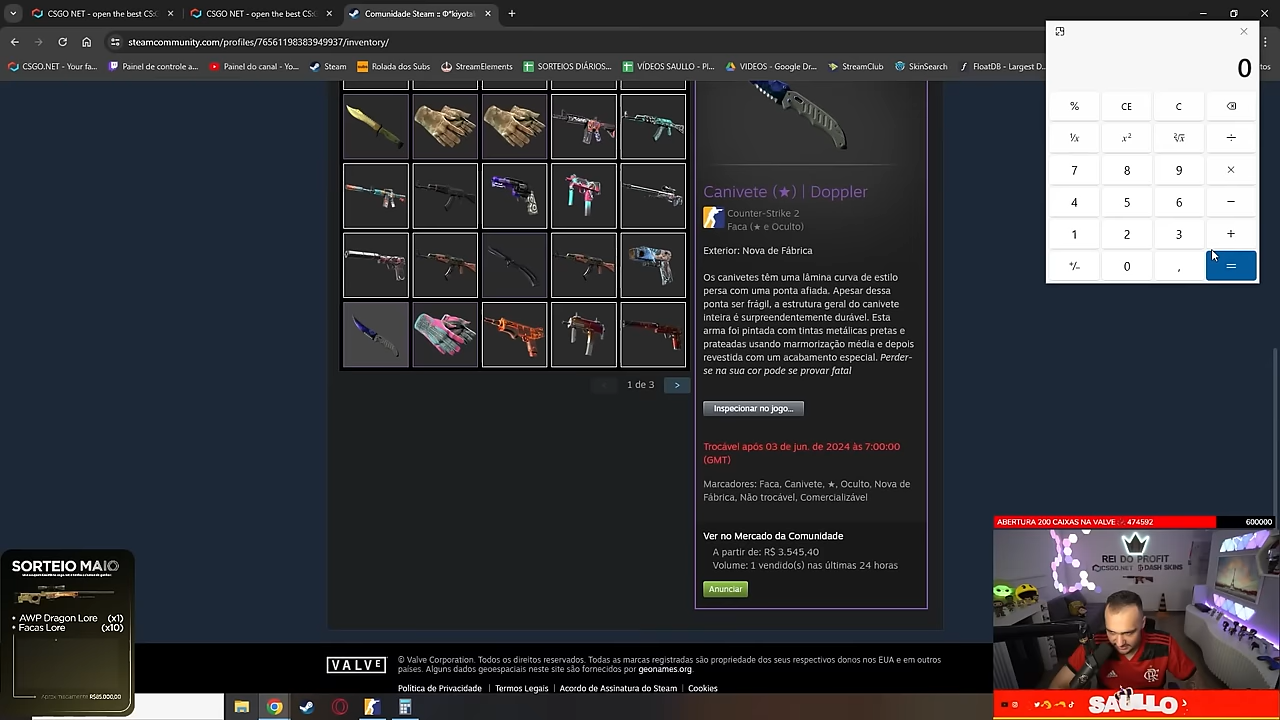 CSGO NET - open the best CS:
CSGO NET - open the best CS:
Comunidade Steam ::
steamcommunity.com/profiles/76561198383949937/inventory/
CSGO.NET - Your fa...
Painel de controle a...
Painel do canal - Yo...
Steam
Rolada dos Subs
StreamElements
SORTEIOS DIÁRIOS...
VIDEOS SAULLO - Pl...
VIDEOS - Google Dr...
StreamClub
SkinSearch
FloatDB - Largest D...
0
% CE C
¹/x x² ²√x ÷
7 8 9 ×
4 5 6 −
1 2 3 +
+/− 0 , =
Canivete (★) | Doppler
Counter-Strike 2
Faca (★ e Oculto)
Exterior: Nova de Fábrica
Os canivetes têm uma lâmina curva de estilo
persa com uma ponta afiada. Apesar dessa
ponta ser frágil, a estrutura geral do canivete
inteira é surpreendentemente durável. Esta
arma foi pintada com tintas metálicas pretas e
prateadas usando marmorização média e depois
revestida com um acabamento especial. Perder-
se na sua cor pode se provar fatal
1 de 3 >
Inspecionar no jogo...
Trocável após 03 de jun. de 2024 às 7:00:00
(GMT)
Marcadores: Faca, Canivete, ★, Oculto, Nova de
Fábrica, Não trocável, Comercializável
Ver no Mercado da Comunidade
A partir de: R$ 3.545,40
Volume: 1 vendido(s) nas últimas 24 horas
Anunciar
SORTEIO MAIO
• AWP Dragon Lore (x1)
• Facas Lore (x10)
R$85.000,00
ABERTURA 200 CAIXAS NA VALVE : 474592 600000
REI DO PROFIT
CSGO.NET DASH SKINS
SAULLO
VALVE
© Valve Corporation. Todos os direitos reservados. Todas as marcas registradas são propriedade dos seus respectivos donos nos EUA e em outros
países. Alguns dados geoespaciais neste site são fornecidos por geonames.org.
Política de Privacidade | Termos Legais | Acordo de Assinatura do Steam | Cookies